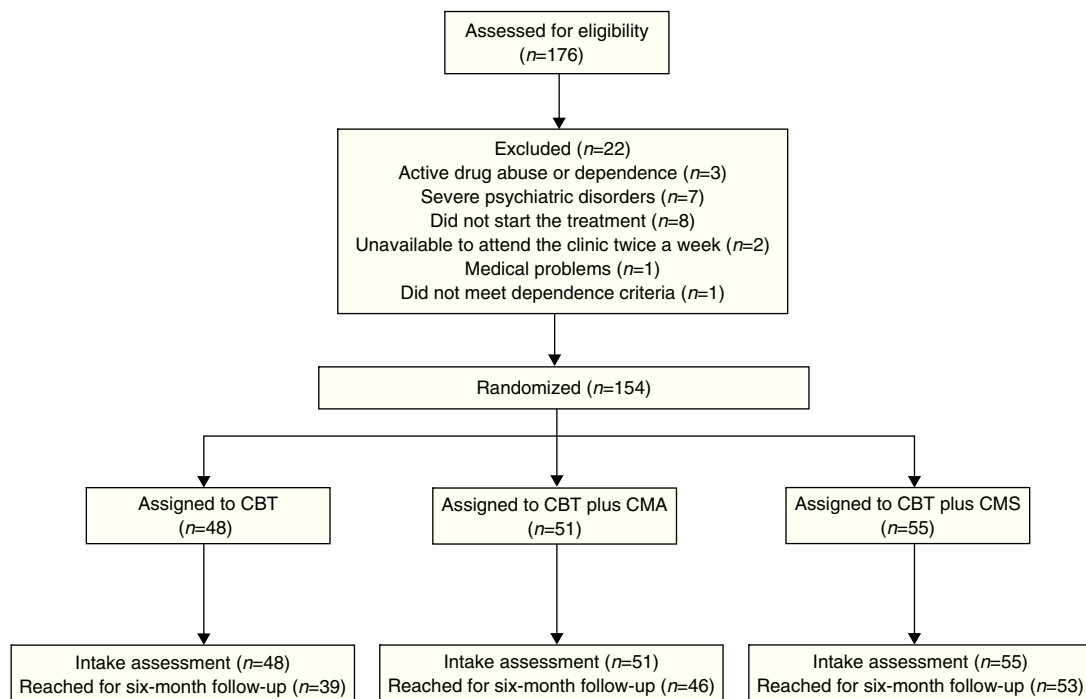 Assessed for eligibility
(n=176)
Excluded (n=22)
Active drug abuse or dependence (n=3)
Severe psychiatric disorders (n=7)
Did not start the treatment (n=8)
Unavailable to attend the clinic twice a week (n=2)
Medical problems (n=1)
Did not meet dependence criteria (n=1)
Randomized (n=154)
Assigned to CBT
(n=48)
Assigned to CBT plus CMA
(n=51)
Assigned to CBT plus CMS
(n=55)
Intake assessment (n=48)
Reached for six-month follow-up (n=39)
Intake assessment (n=51)
Reached for six-month follow-up (n=46)
Intake assessment (n=55)
Reached for six-month follow-up (n=53)